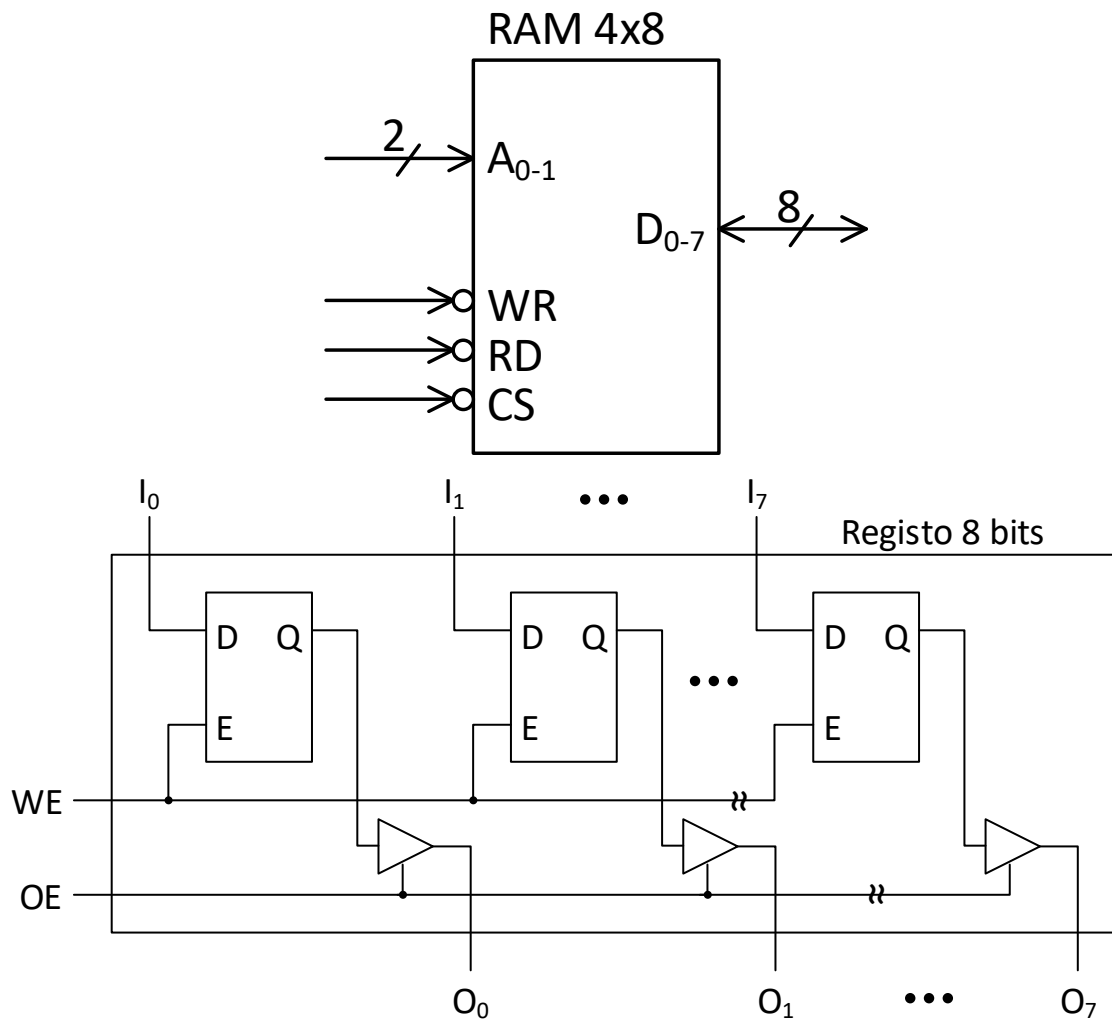 RAM 4x8
2
A0-1
8
D0-7
WR
RD
CS
I0 I1 ••• I7
Registo 8 bits
D Q D Q D Q
•••
E E E
WE
OE
O0 O1 ••• O7